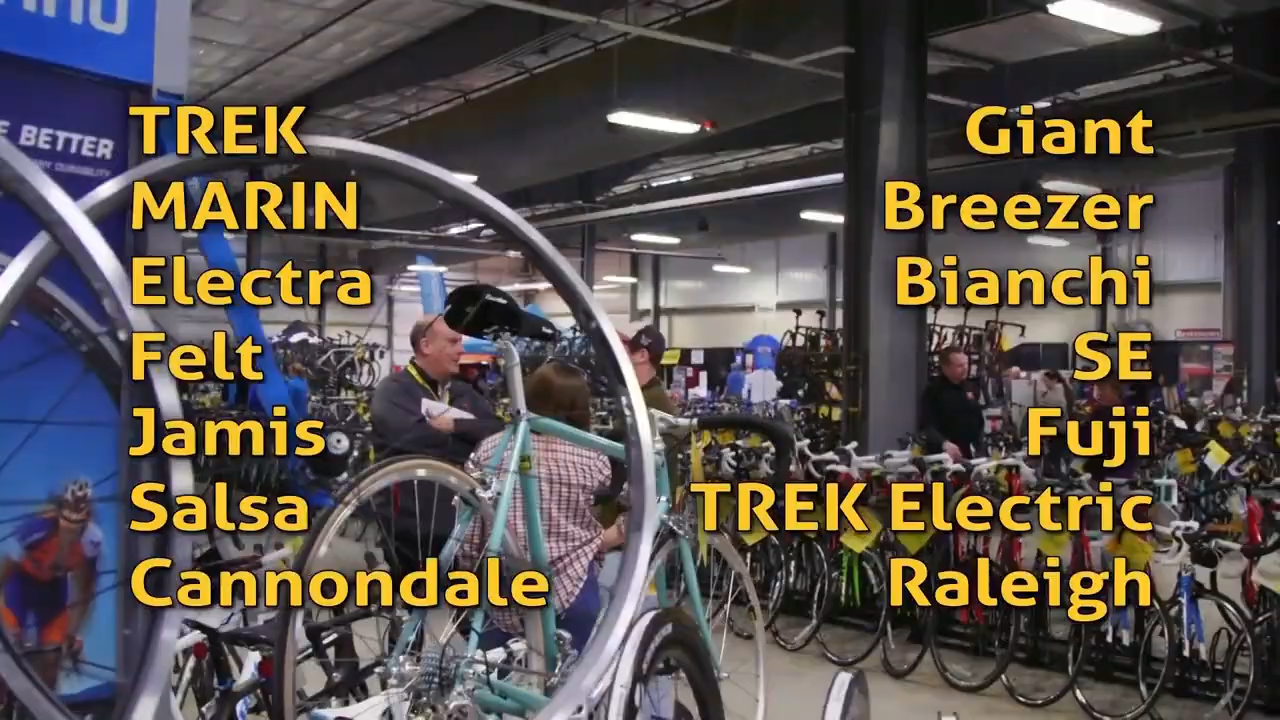 TREK
MARIN
Electra
Felt
Jamis
Salsa
Cannondale
Giant
Breezer
Bianchi
SE
Fuji
TREK Electric
Raleigh
BETTER